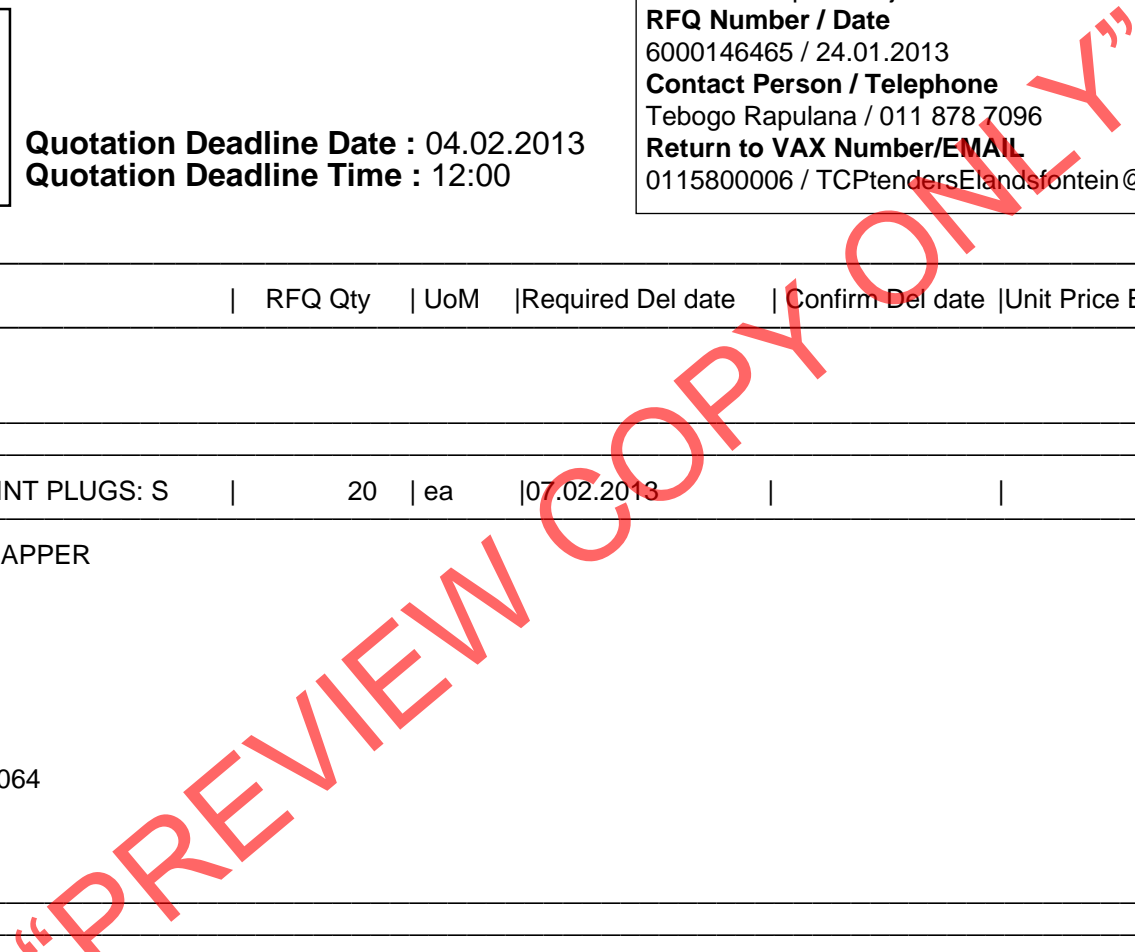 RFQ Number / Date
6000146465 / 24.01.2013
Contact Person / Telephone
Tebogo Rapulana / 011 878 7096
Return to VAX Number/EMAIL
0115800006 / TCPtendersElandsfontein@
Quotation Deadline Date : 04.02.2013
Quotation Deadline Time : 12:00
| RFQ Qty | UoM |Required Del date | Confirm Del date |Unit Price E
INT PLUGS: S | 20 | ea |07.02.2013 | |
APPER
064
“PREVIEW COPY ONLY”